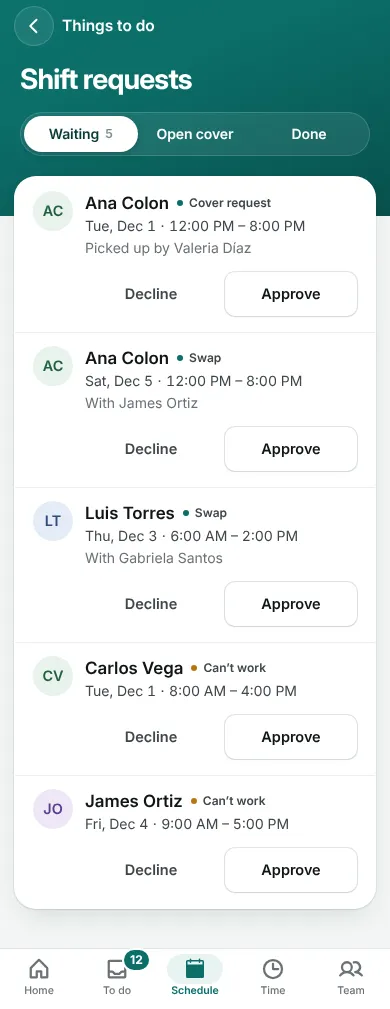 Things to do
Shift requests
Waiting 5
Open cover
Done
AC
Ana Colon • Cover request
Tue, Dec 1 · 12:00 PM – 8:00 PM
Picked up by Valeria Díaz
Decline
Approve
AC
Ana Colon • Swap
Sat, Dec 5 · 12:00 PM – 8:00 PM
With James Ortiz
Decline
Approve
LT
Luis Torres • Swap
Thu, Dec 3 · 6:00 AM – 2:00 PM
With Gabriela Santos
Decline
Approve
CV
Carlos Vega • Can’t work
Tue, Dec 1 · 8:00 AM – 4:00 PM
Decline
Approve
JO
James Ortiz • Can’t work
Fri, Dec 4 · 9:00 AM – 5:00 PM
Decline
Approve
12
Home
To do
Schedule
Time
Team